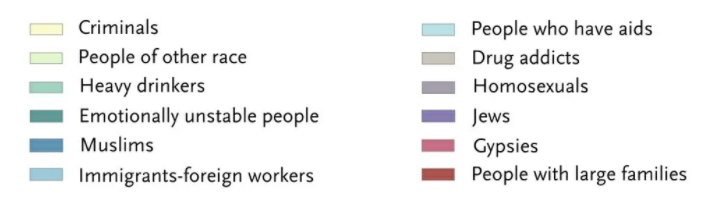 Criminals
People of other race
Heavy drinkers
Emotionally unstable people
Muslims
Immigrants-foreign workers
People who have aids
Drug addicts
Homosexuals
Jews
Gypsies
People with large families